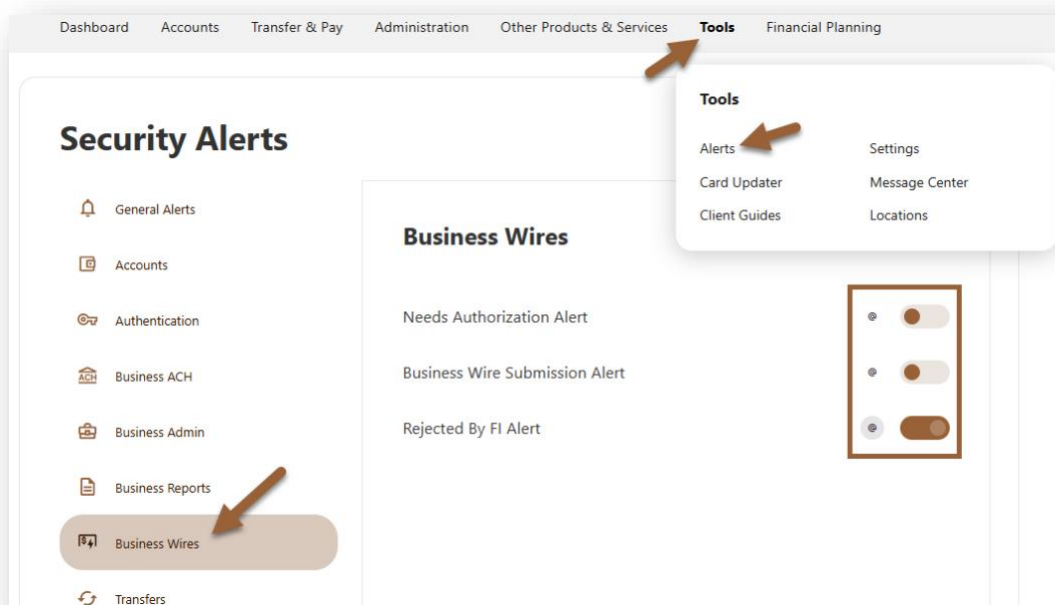 Dashboard Accounts Transfer & Pay Administration Other Products & Services Tools Financial Planning
Tools
Alerts Settings
Card Updater Message Center
Client Guides Locations
Security Alerts
General Alerts
Accounts
Authentication
ACH Business ACH
Business Admin
Business Reports
Business Wires
Transfers
Business Wires
Needs Authorization Alert @
Business Wire Submission Alert @
Rejected By FI Alert @